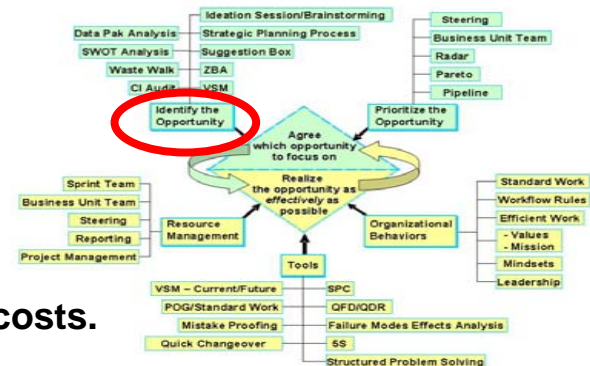 Ideation Session/Brainstorming
Data Pak Analysis
Strategic Planning Process
SWOT Analysis
Suggestion Box
Waste Walk
ZBA
CI Audit
VSM
Identify the
Opportunity
Steering
Business Unit Team
Radar
Pareto
Pipeline
Prioritize the
Opportunity
Agree
which opportunity
to focus on
Realize
the opportunity as
effectively as
possible
Sprint Team
Business Unit Team
Steering
Reporting
Project Management
Resource
Management
Organizational
Behaviors
Standard Work
Workflow Rules
Efficient Work
- Values
- Mission
Mindsets
Leadership
Tools
VSM – Current/Future
SPC
POG/Standard Work
QFD/QDR
Mistake Proofing
Failure Modes Effects Analysis
Quick Changeover
5S
Structured Problem Solving
costs.